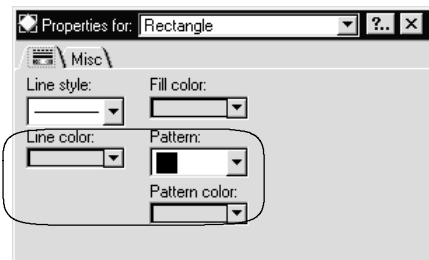 Properties for: Rectangle ?..
Misc
Line style: Fill color:
Line color: Pattern:
Pattern color: